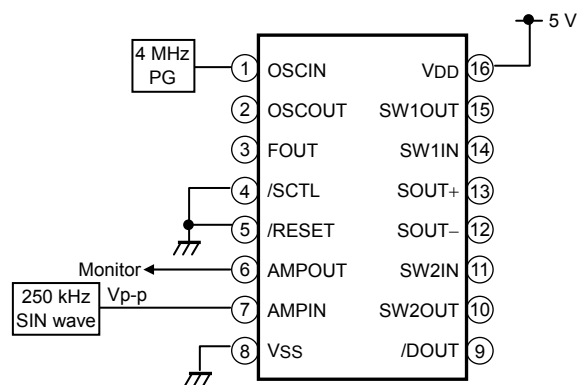 5 V
4 MHz
PG
1 OSCIN VDD 16
2 OSCOUT SW1OUT 15
3 FOUT SW1IN 14
4 /SCTL SOUT+ 13
5 /RESET SOUT− 12
Monitor 6 AMPOUT SW2IN 11
250 kHz
SIN wave
Vp-p 7 AMPIN SW2OUT 10
8 VSS /DOUT 9